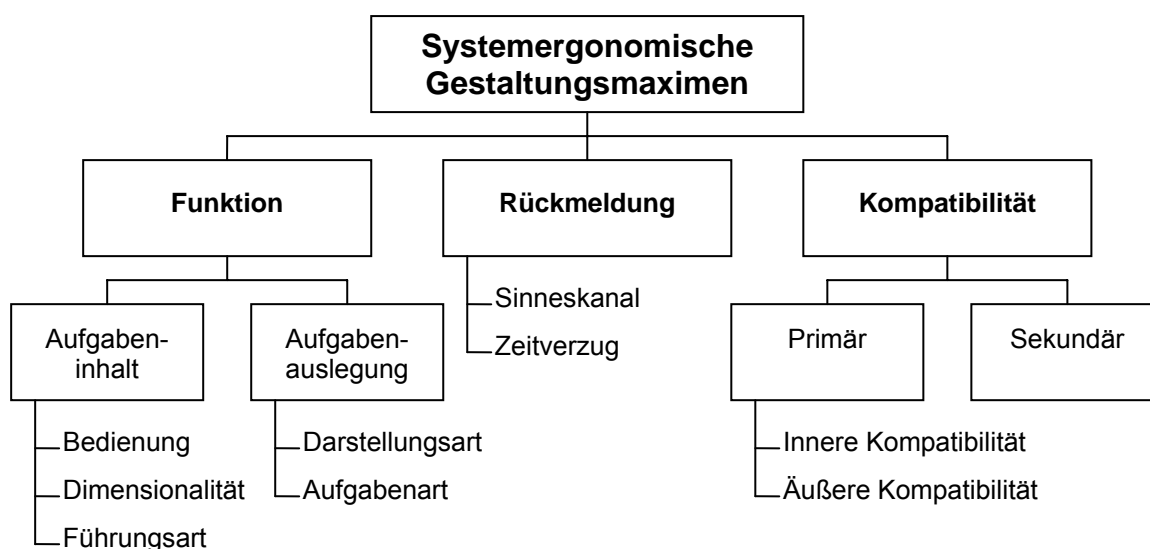 Systemergonomische
Gestaltungsmaximen
Funktion
Rückmeldung
Kompatibilität
Aufgaben-
inhalt
Aufgaben-
auslegung
Sinneskanal
Zeitverzug
Primär
Sekundär
Bedienung
Dimensionalität
Führungsart
Darstellungsart
Aufgabenart
Innere Kompatibilität
Äußere Kompatibilität